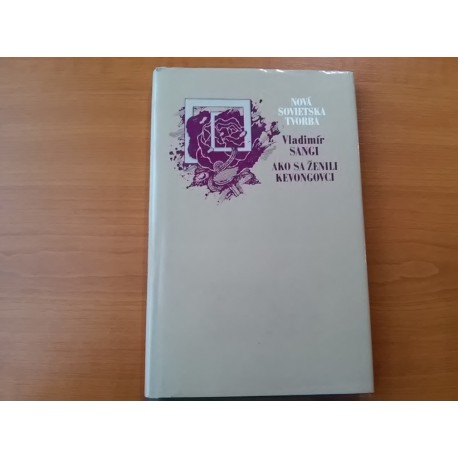 NOVÁ
SOVIETSKA
TVORBA
Vladimír
SANGI
AKO SA ŽENILI
KEVONGOVCI